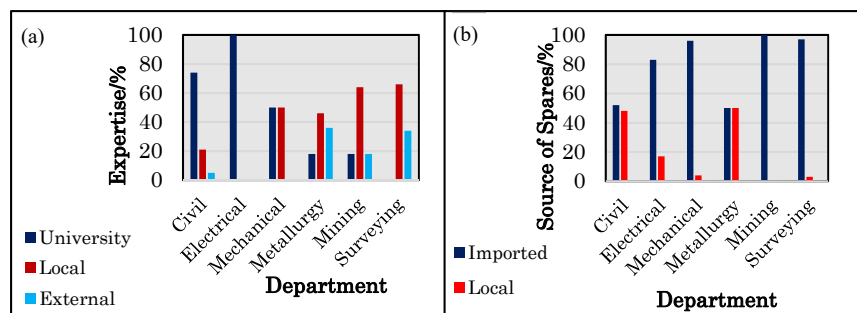 (a)
Expertise/%
100
80
60
40
20
0
Civil
Electrical
Mechanical
Metallurgy
Mining
Surveying
University
Local
External
Department
(b)
Source of Spares/%
100
80
60
40
20
0
Civil
Electrical
Mechanical
Metallurgy
Mining
Surveying
Imported
Local
Department